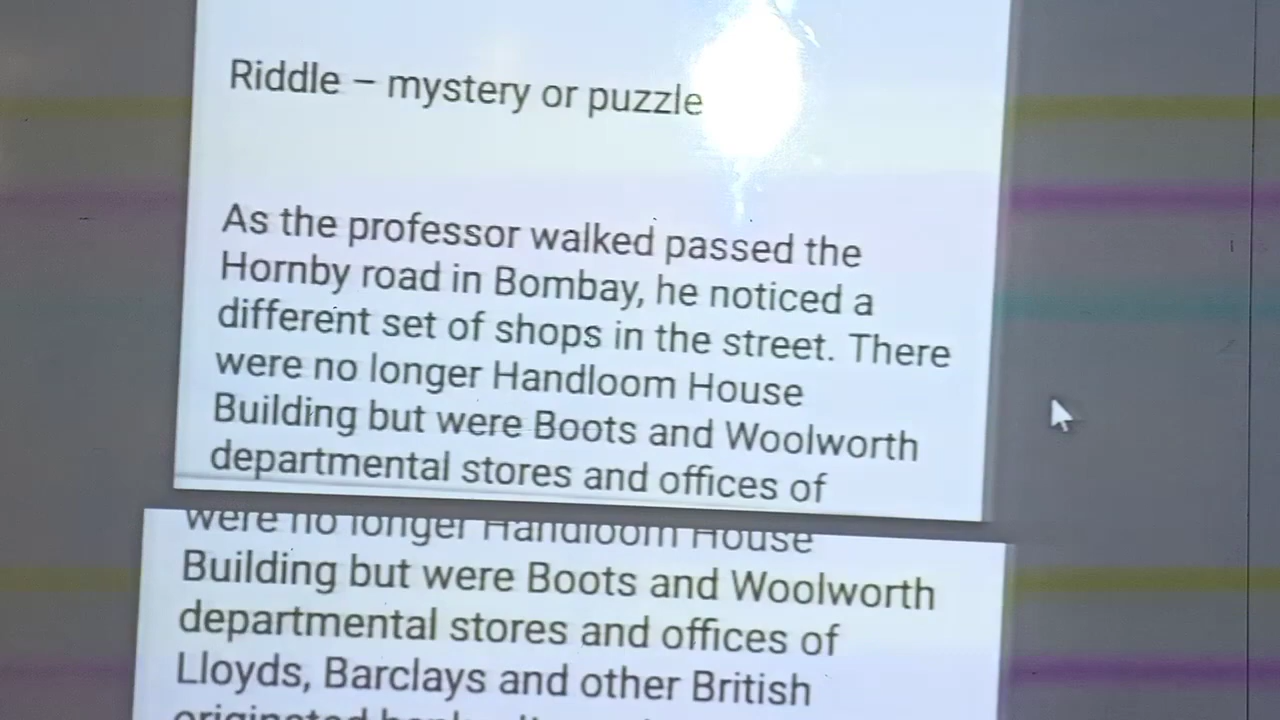 Riddle – mystery or puzzle
As the professor walked passed the
Hornby road in Bombay, he noticed a
different set of shops in the street. There
were no longer Handloom House
Building but were Boots and Woolworth
departmental stores and offices of
were no longer Handloom House
Building but were Boots and Woolworth
departmental stores and offices of
Lloyds, Barclays and other British
originated